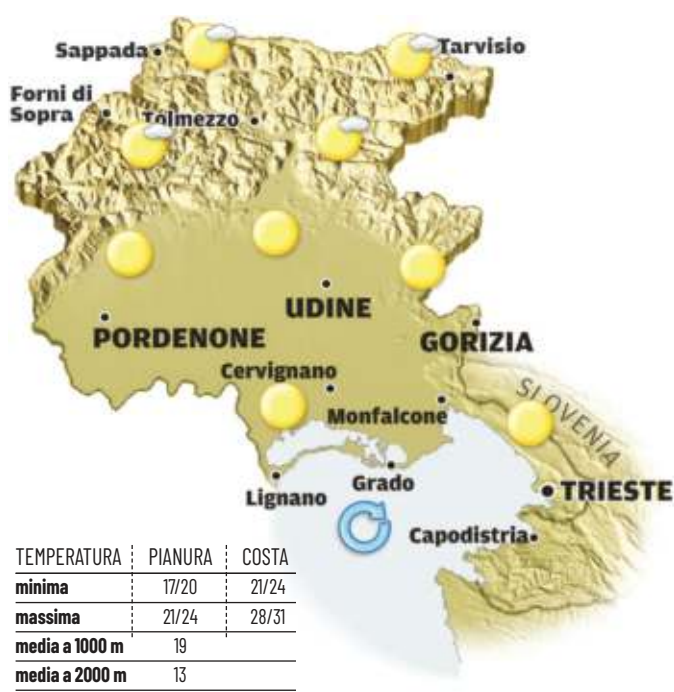 Sappada
Tarvisio
Forni di
Sopra
Tolmezzo
UDINE
PORDENONE
GORIZIA
Cervignano
SLOVENIA
Monfalcone
Grado
Lignano
TRIESTE
Capodistria
TEMPERATURA PIANURA COSTA
minima 17/20 21/24
massima 21/24 28/31
media a 1000 m 19
media a 2000 m 13